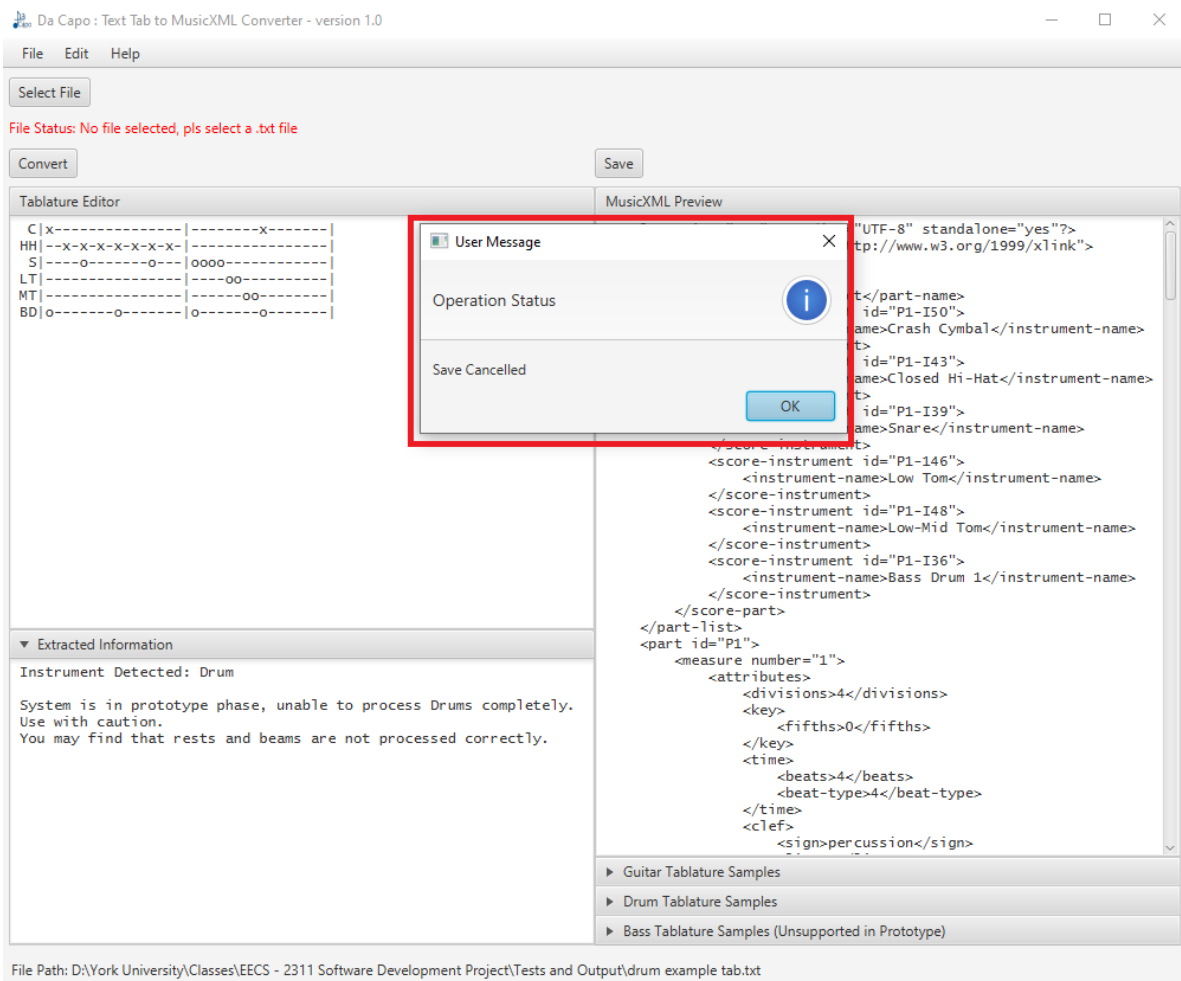 Da Capo : Text Tab to MusicXML Converter - version 1.0
File Edit Help
Select File
File Status: No file selected, pls select a .txt file
Convert
Save
Tablature Editor
 C|x---------------|--------x-------|
HH|--x-x-x-x-x-x-x-|----------------|
 S|----o-------o---|oooo------------|
LT|----------------|----oo----------|
MT|----------------|------oo--------|
BD|o-------o-------|o-------o-------|
User Message
Operation Status
Save Cancelled
OK
MusicXML Preview
"UTF-8" standalone="yes"?>
tp://www.w3.org/1999/xlink">
t</part-name>
id="P1-I50">
ame>Crash Cymbal</instrument-name>
t>
id="P1-I43">
ame>Closed Hi-Hat</instrument-name>
t>
id="P1-I39">
ame>Snare</instrument-name>
</score-instrument>
<score-instrument id="P1-146">
<instrument-name>Low Tom</instrument-name>
</score-instrument>
<score-instrument id="P1-I48">
<instrument-name>Low-Mid Tom</instrument-name>
</score-instrument>
<score-instrument id="P1-I36">
<instrument-name>Bass Drum 1</instrument-name>
</score-instrument>
</score-part>
</part-list>
<part id="P1">
<measure number="1">
<attributes>
<divisions>4</divisions>
<key>
<fifths>0</fifths>
</key>
<time>
<beats>4</beats>
<beat-type>4</beat-type>
</time>
<clef>
<sign>percussion</sign>
Extracted Information
Instrument Detected: Drum
System is in prototype phase, unable to process Drums completely.
Use with caution.
You may find that rests and beams are not processed correctly.
Guitar Tablature Samples
Drum Tablature Samples
Bass Tablature Samples (Unsupported in Prototype)
File Path: D:\York University\Classes\EECS - 2311 Software Development Project\Tests and Output\drum example tab.txt